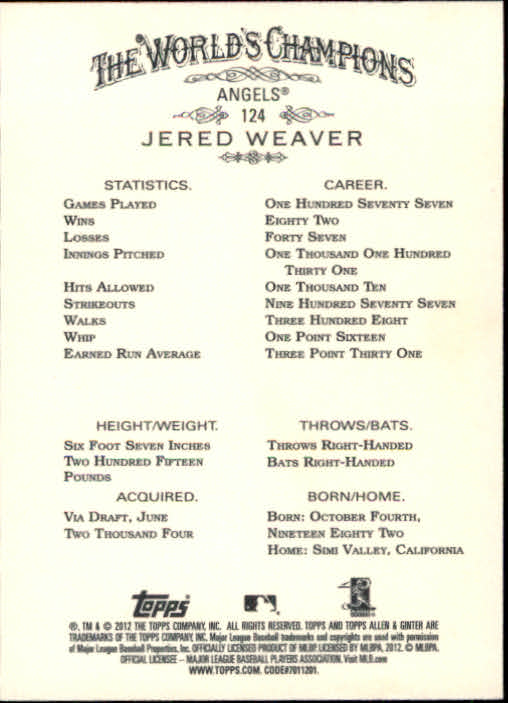 THE WORLD'S CHAMPIONS
ANGELS®
124
JERED WEAVER
STATISTICS. CAREER.
GAMES PLAYED ONE HUNDRED SEVENTY SEVEN
WINS EIGHTY TWO
LOSSES FORTY SEVEN
INNINGS PITCHED ONE THOUSAND ONE HUNDRED
THIRTY ONE
HITS ALLOWED ONE THOUSAND TEN
STRIKEOUTS NINE HUNDRED SEVENTY SEVEN
WALKS THREE HUNDRED EIGHT
WHIP ONE POINT SIXTEEN
EARNED RUN AVERAGE THREE POINT THIRTY ONE
HEIGHT/WEIGHT. THROWS/BATS.
SIX FOOT SEVEN INCHES THROWS RIGHT-HANDED
TWO HUNDRED FIFTEEN BATS RIGHT-HANDED
POUNDS
ACQUIRED. BORN/HOME.
VIA DRAFT, JUNE BORN: OCTOBER FOURTH,
TWO THOUSAND FOUR NINETEEN EIGHTY TWO
HOME: SIMI VALLEY, CALIFORNIA
Topps
®, TM & © 2012 THE TOPPS COMPANY, INC. ALL RIGHTS RESERVED. TOPPS AND TOPPS ALLEN & GINTER ARE
TRADEMARKS OF THE TOPPS COMPANY, INC. Major League Baseball trademarks and copyrights are used with permission
of Major League Baseball Properties, Inc. OFFICIALLY LICENSED PRODUCT OF MLBP. LICENSED BY MLBPA, 2012. © MLBPA.
OFFICIAL LICENSEE – MAJOR LEAGUE BASEBALL PLAYERS ASSOCIATION. Visit MLB.com
WWW.TOPPS.COM. CODE#7011201.